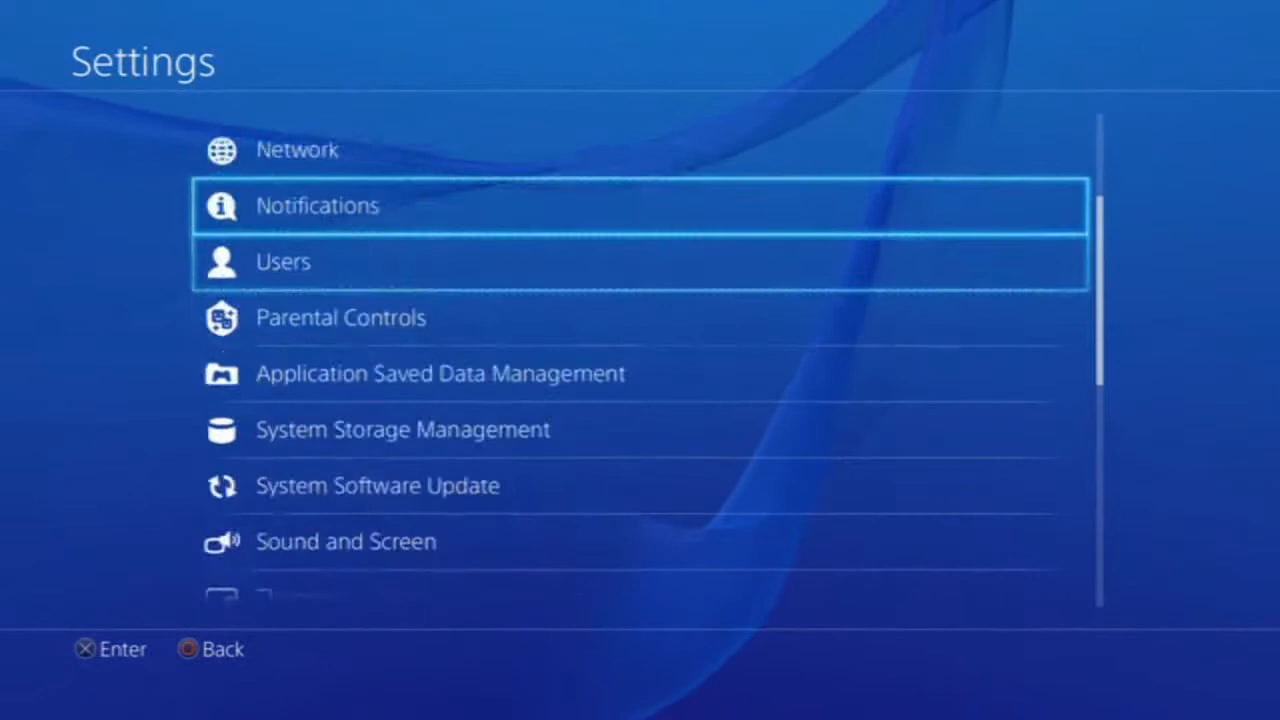 Settings
Network
Notifications
Users
Parental Controls
Application Saved Data Management
System Storage Management
System Software Update
Sound and Screen
Enter Back